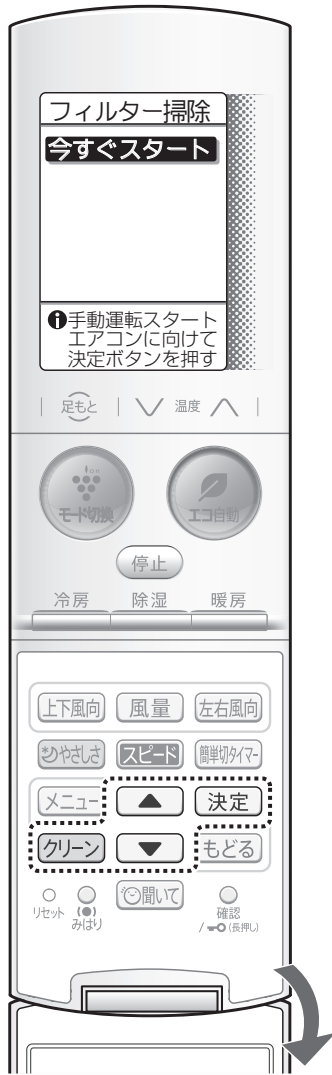 フィルター掃除
今すぐスタート
❶手動運転スタート
エアコンに向けて
決定ボタンを押す
足もと 温度
ion
モード切換 エコ自動
停止
冷房 除湿 暖房
上下風向 風量 左右風向
やさしさ スピード 簡単切タイマー
メニュー ▲ 決定
クリーン ▼ もどる
リセット みはり 聞いて 確認
/ (長押し)